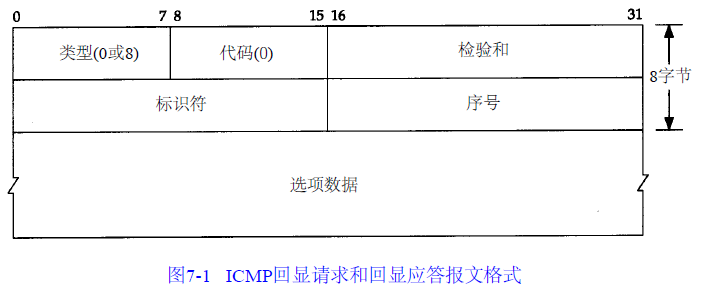 0 7 8 15 16 31
类型(0或8) 代码(0) 检验和
8字节
标识符 序号
选项数据
图7-1 ICMP回显请求和回显应答报文格式